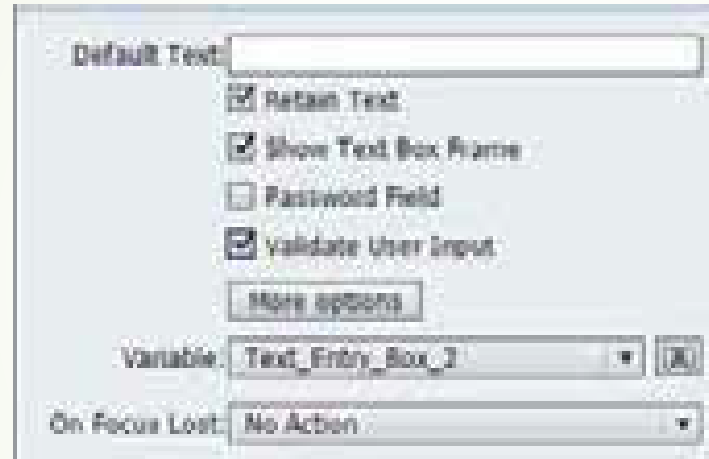 Default Text:
Retain Text
Show Text Box Frame
Password Field
Validate User Input
More options
Variable: Text_Entry_Box_2
On Focus Lost: No Action